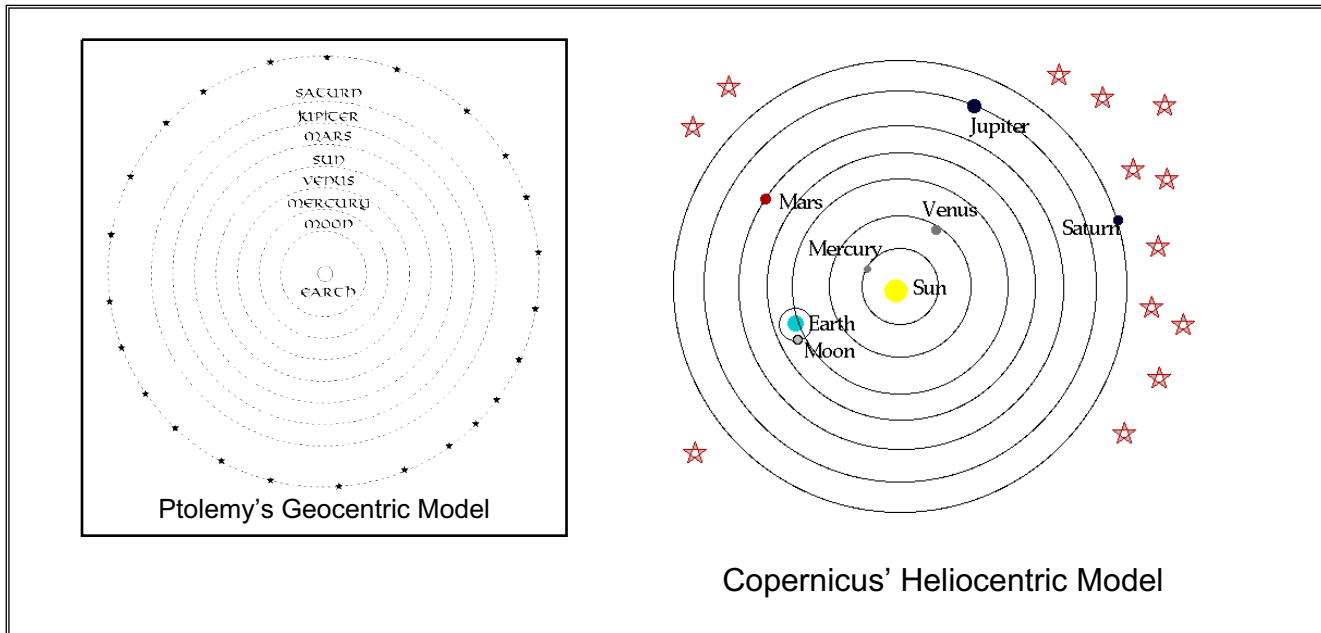 SATURN
JUPITER
MARS
SUN
VENUS
MERCURY
MOON
EARTH
Ptolemy’s Geocentric Model
Jupiter
Mars
Venus
Saturn
Mercury
Sun
Earth
Moon
Copernicus’ Heliocentric Model